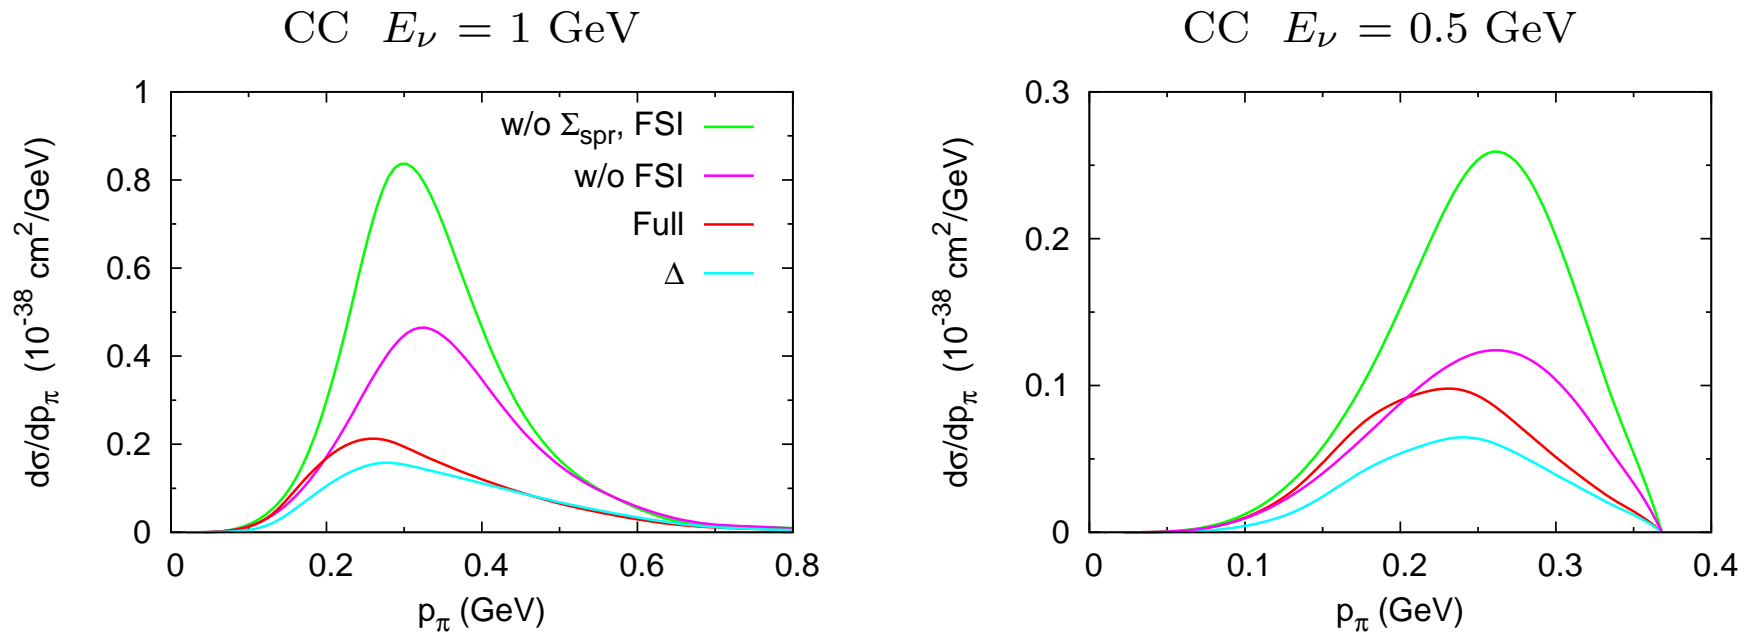 CC E_ν = 1 GeV
1
0.8
0.6
0.4
0.2
0
0 0.2 0.4 0.6 0.8
dσ/dp_π (10^-38 cm^2/GeV)
p_π (GeV)
w/o Σ_spr, FSI
w/o FSI
Full
Δ
CC E_ν = 0.5 GeV
0.3
0.2
0.1
0
0 0.1 0.2 0.3 0.4
dσ/dp_π (10^-38 cm^2/GeV)
p_π (GeV)